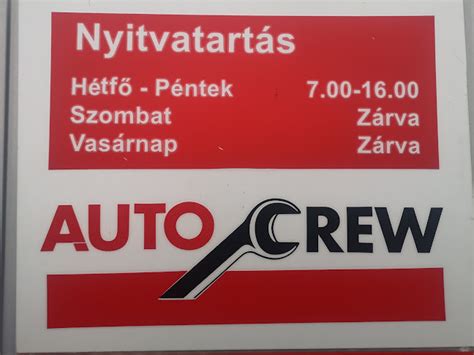 Nyitvatartás
Hétfő - Péntek 7.00-16.00
Szombat Zárva
Vasárnap Zárva
AUTO CREW